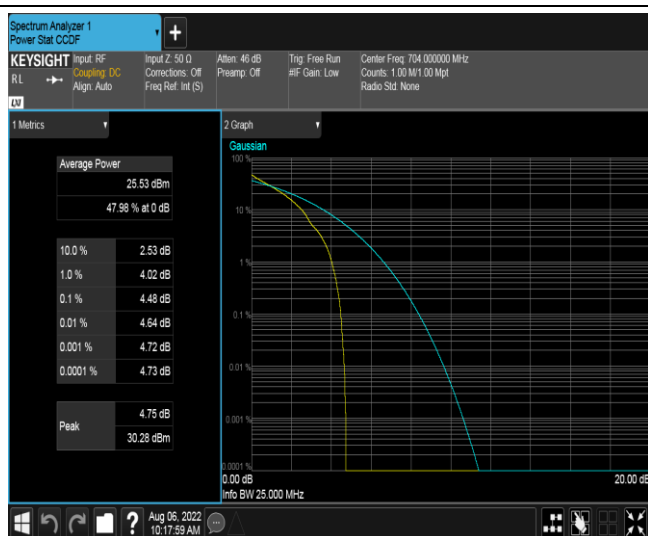 Spectrum Analyzer 1
Power Stat CCDF
+
KEYSIGHT Input: RF Input Z: 50 Ω Atten: 46 dB Trig: Free Run Center Freq: 704.000000 MHz
RL Coupling: DC Corrections: Off Preamp: Off #IF Gain: Low Counts: 1.00 M/1.00 Mpt
Align: Auto Freq Ref: Int (S) Radio Std: None
LXI
1 Metrics
2 Graph
Average Power
25.53 dBm
47.98 % at 0 dB
10.0 % 2.53 dB
1.0 % 4.02 dB
0.1 % 4.48 dB
0.01 % 4.64 dB
0.001 % 4.72 dB
0.0001 % 4.73 dB
Peak 4.75 dB
30.28 dBm
Gaussian
100 %
10 %
1 %
0.1 %
0.01 %
0.001 %
0.0001 %
0.00 dB 20.00 dB
Info BW 25.000 MHz
? Aug 06, 2022
10:17:59 AM